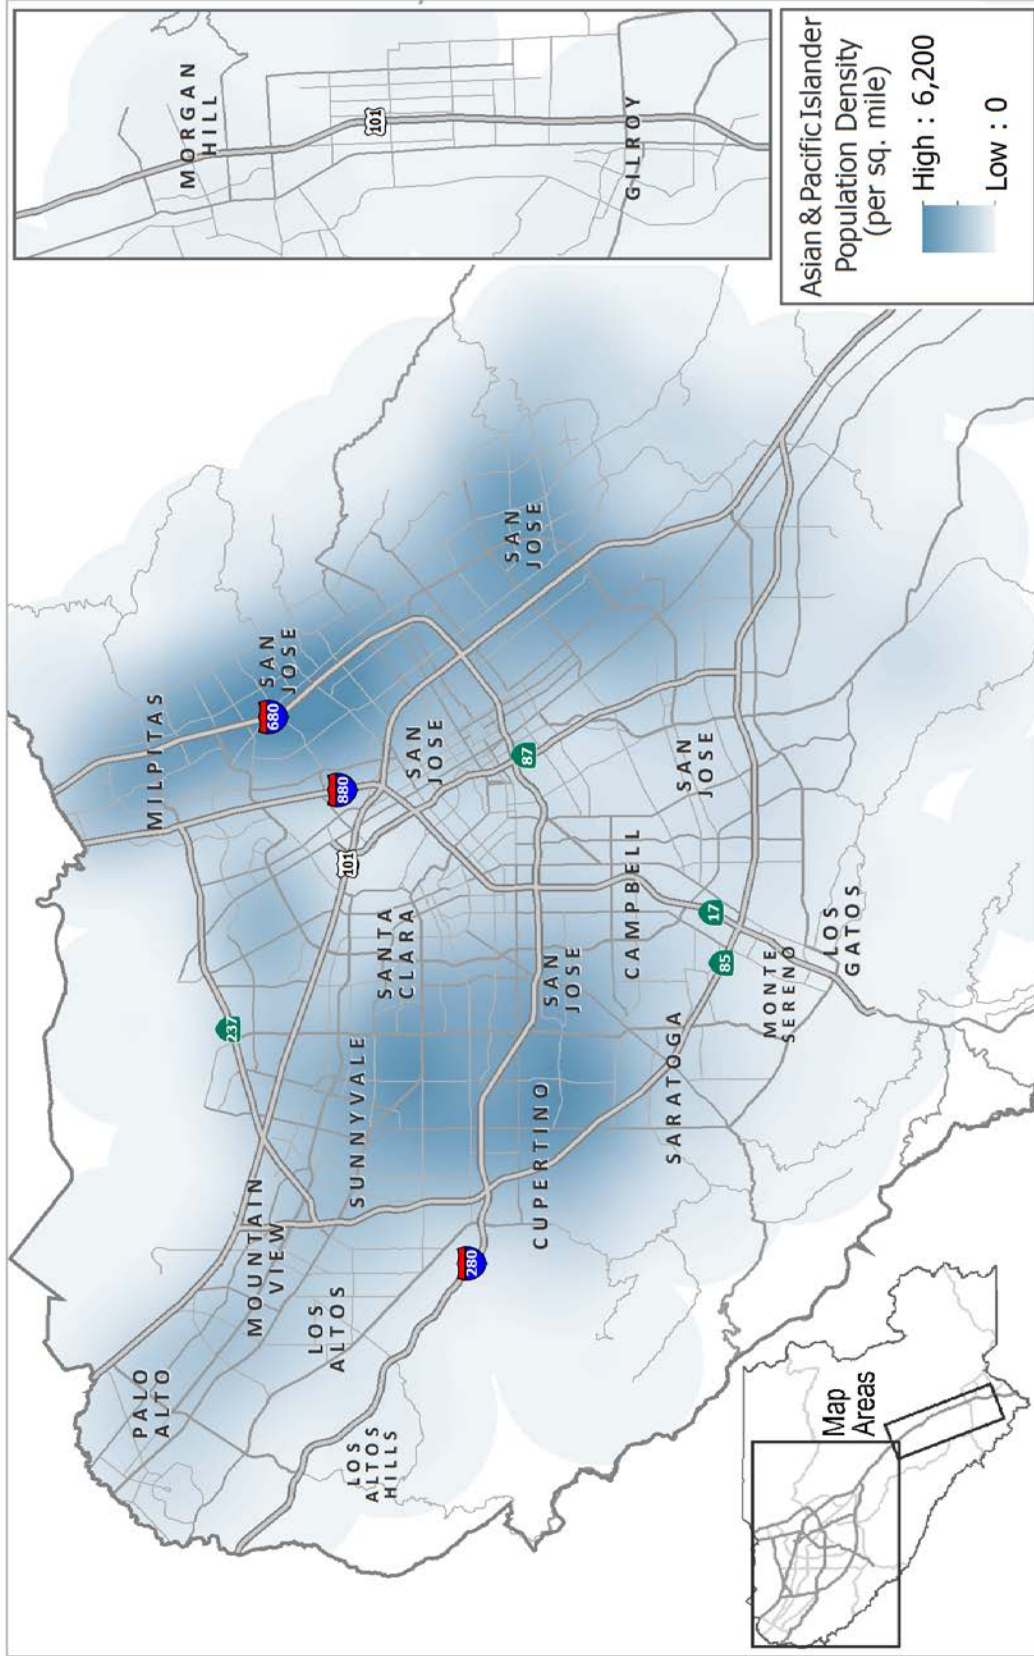 PALO
ALTO
MOUNTAIN
VIEW
LOS
ALTOS
LOS
ALTOS
HILLS
237
SUNNYVALE
280
CUPERTINO
SARATOGA
SANTA
CLARA
101
MILPITAS
880
680
SAN
JOSE
SAN
JOSE
SAN
JOSE
87
SAN
JOSE
CAMPBELL
17
85
SAN
JOSE
MONTE
SERENO
LOS
GATOS
MORGAN
HILL
101
GILROY
Map
Areas
Asian & Pacific Islander
Population Density
(per sq. mile)
High : 6,200
Low : 0